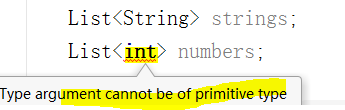 List<String> strings;
List<int> numbers;
Type argument cannot be of primitive type